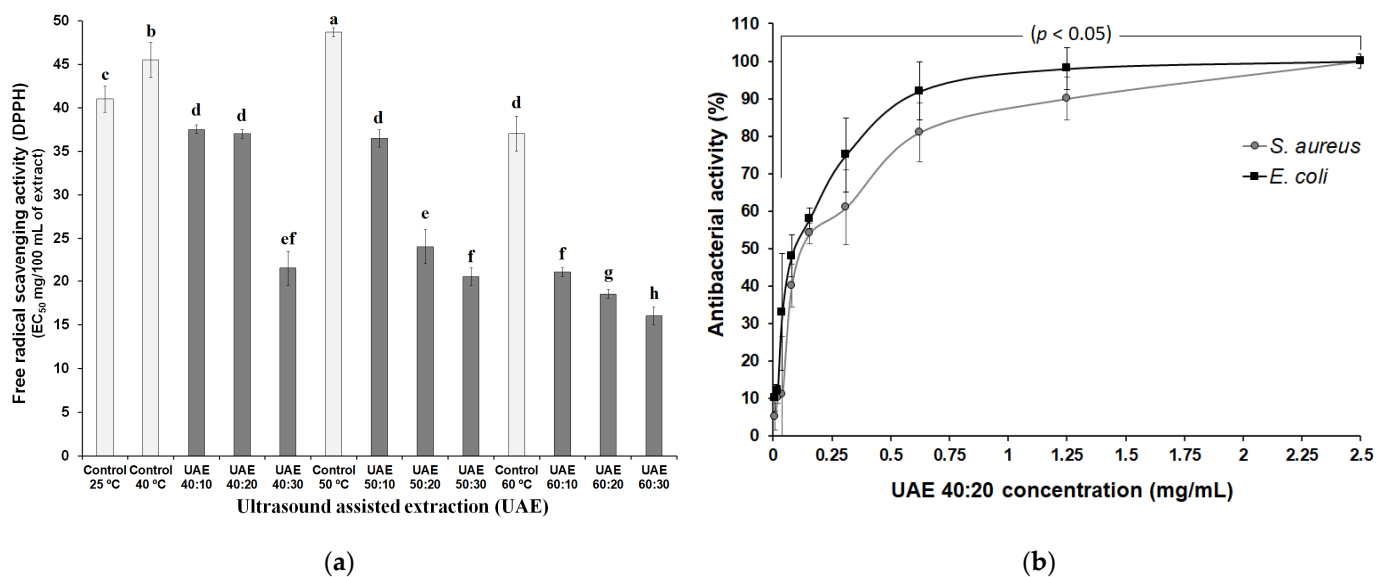 Free radical scavenging activity (DPPH)
(EC50 mg/100 mL of extract)
50
45
40
35
30
25
20
15
10
5
0
c
b
d
d
ef
a
d
e
f
d
f
g
h
Control 25 ºC
Control 40 ºC
UAE 40:10
UAE 40:20
UAE 40:30
Control 50 ºC
UAE 50:10
UAE 50:20
UAE 50:30
Control 60 ºC
UAE 60:10
UAE 60:20
UAE 60:30
Ultrasound assisted extraction (UAE)
(a)
Antibacterial activity (%)
110
100
90
80
70
60
50
40
30
20
10
0
(p < 0.05)
S. aureus
E. coli
0 0.25 0.5 0.75 1 1.25 1.5 1.75 2 2.25 2.5
UAE 40:20 concentration (mg/mL)
(b)